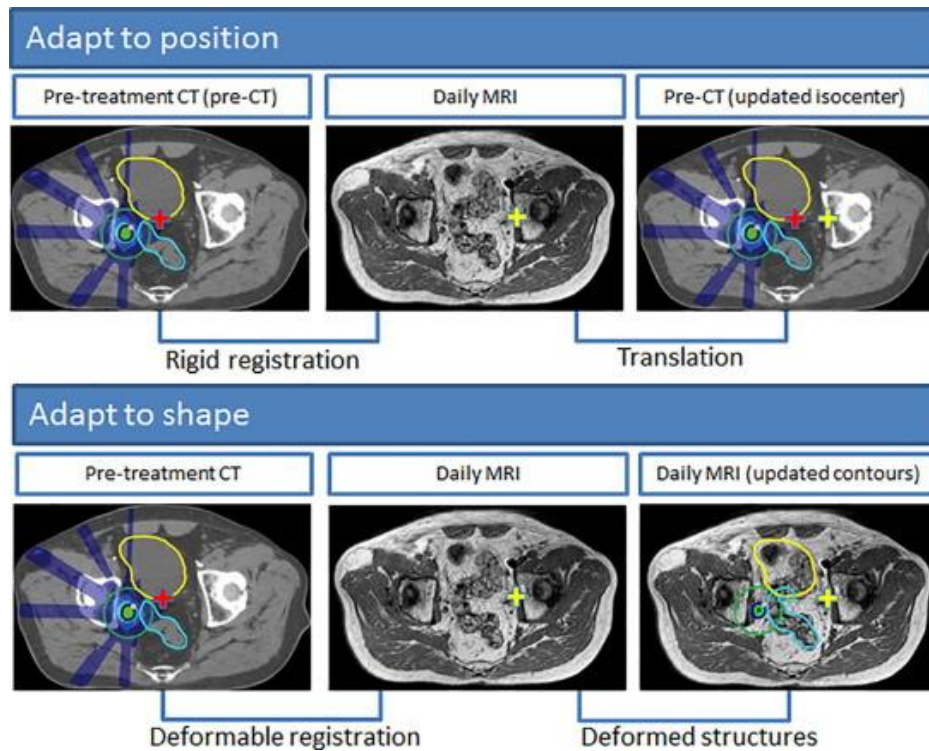 Adapt to position
Pre-treatment CT (pre-CT)
Daily MRI
Pre-CT (updated isocenter)
Rigid registration
Translation
Adapt to shape
Pre-treatment CT
Daily MRI
Daily MRI (updated contours)
Deformable registration
Deformed structures